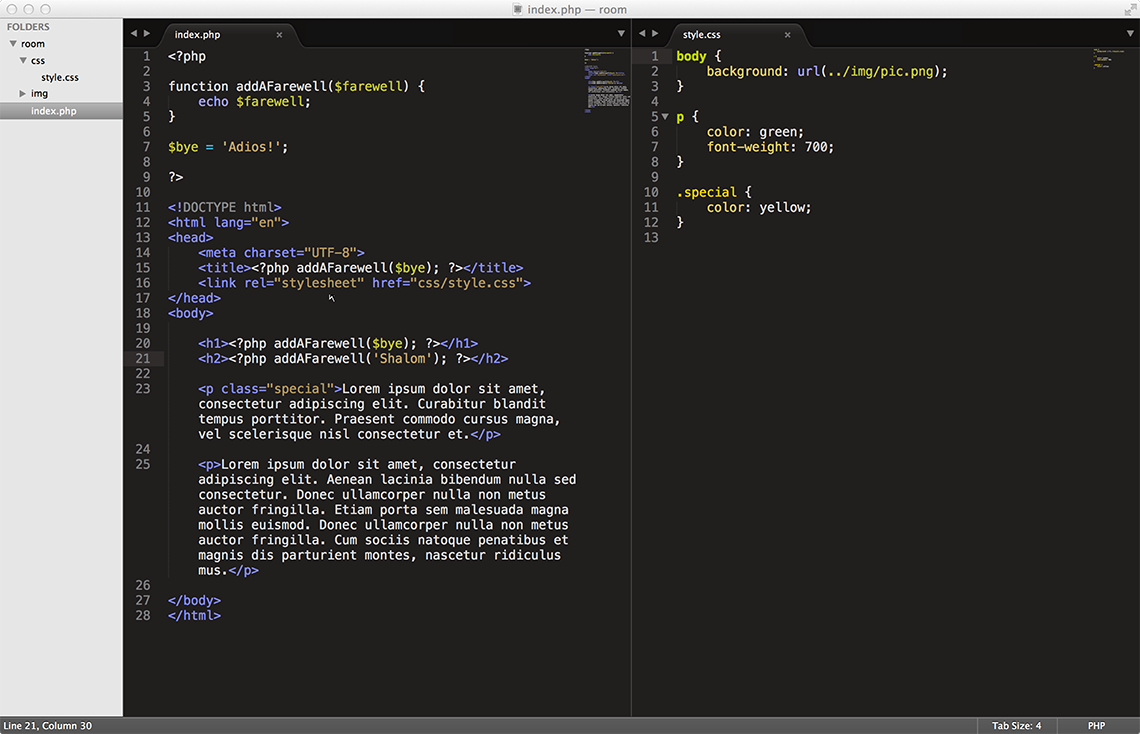 index.php — room
FOLDERS
room
css
style.css
img
index.php
index.php ×
1 <?php
2
3 function addAFarewell($farewell) {
4     echo $farewell;
5 }
6
7 $bye = 'Adios!';
8
9 ?>
10
11 <!DOCTYPE html>
12 <html lang="en">
13 <head>
14     <meta charset="UTF-8">
15     <title><?php addAFarewell($bye); ?></title>
16     <link rel="stylesheet" href="css/style.css">
17 </head>
18 <body>
19
20     <h1><?php addAFarewell($bye); ?></h1>
21     <h2><?php addAFarewell('Shalom'); ?></h2>
22
23     <p class="special">Lorem ipsum dolor sit amet,
consectetur adipiscing elit. Curabitur blandit
tempus porttitor. Praesent commodo cursus magna,
vel scelerisque nisl consectetur et.</p>
24
25     <p>Lorem ipsum dolor sit amet, consectetur
adipiscing elit. Aenean lacinia bibendum nulla sed
consectetur. Donec ullamcorper nulla non metus
auctor fringilla. Etiam porta sem malesuada magna
mollis euismod. Donec ullamcorper nulla non metus
auctor fringilla. Cum sociis natoque penatibus et
magnis dis parturient montes, nascetur ridiculus
mus.</p>
26
27 </body>
28 </html>
style.css ×
1 body {
2     background: url(../img/pic.png);
3 }
4
5 p {
6     color: green;
7     font-weight: 700;
8 }
9
10 .special {
11     color: yellow;
12 }
13
Line 21, Column 30
Tab Size: 4
PHP